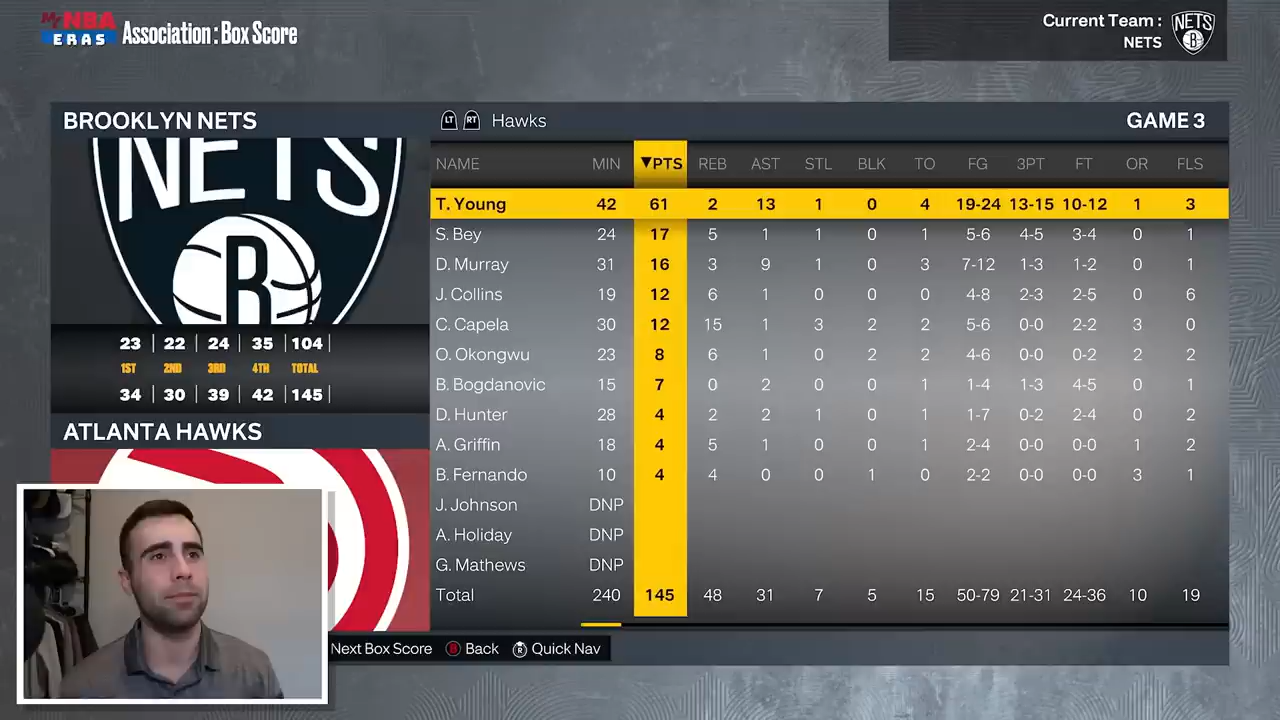 My NBA
ERAS
Association : Box Score
Current Team :
NETS
NETS
B
BROOKLYN NETS
NETS
B
23 | 22 | 24 | 35 | 104 |
1ST 2ND 3RD 4TH TOTAL
34 | 30 | 39 | 42 | 145 |
ATLANTA HAWKS
LT RT Hawks GAME 3
NAME MIN ▼PTS REB AST STL BLK TO FG 3PT FT OR FLS
T. Young 42 61 2 13 1 0 4 19-24 13-15 10-12 1 3
S. Bey 24 17 5 1 1 0 1 5-6 4-5 3-4 0 1
D. Murray 31 16 3 9 1 0 3 7-12 1-3 1-2 0 1
J. Collins 19 12 6 1 0 0 0 4-8 2-3 2-5 0 6
C. Capela 30 12 15 1 3 2 2 5-6 0-0 2-2 3 0
O. Okongwu 23 8 6 1 0 2 2 4-6 0-0 0-2 2 2
B. Bogdanovic 15 7 0 2 0 0 1 1-4 1-3 4-5 0 1
D. Hunter 28 4 2 2 1 0 1 1-7 0-2 2-4 0 2
A. Griffin 18 4 5 1 0 0 1 2-4 0-0 0-0 1 2
B. Fernando 10 4 4 0 0 1 0 2-2 0-0 0-0 3 1
J. Johnson DNP
A. Holiday DNP
G. Mathews DNP
Total 240 145 48 31 7 5 15 50-79 21-31 24-36 10 19
Next Box Score B Back R Quick Nav